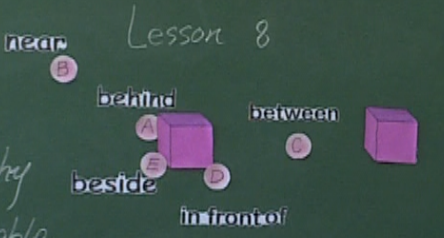 Lesson 8
near
B
behind
A
between
C
E
D
beside
in front of